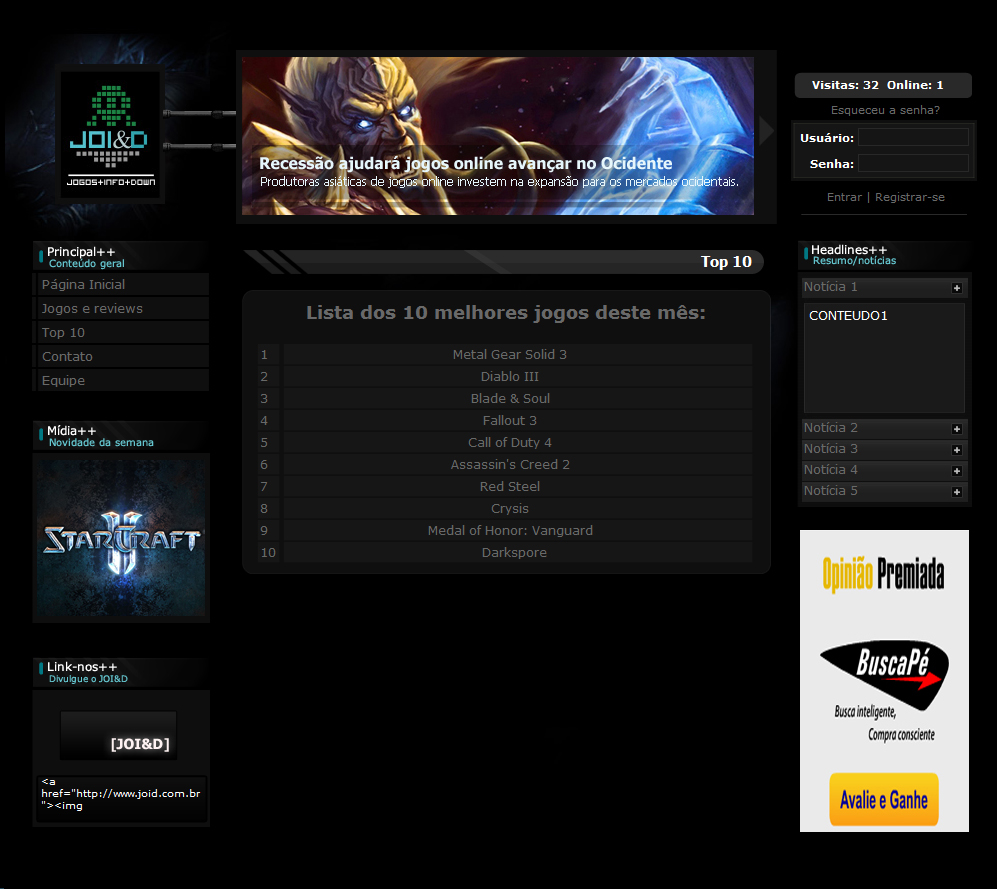 JOI&D
JOGOS+INFO+DOWN
Recessão ajudará jogos online avançar no Ocidente
Produtoras asiáticas de jogos online investem na expansão para os mercados ocidentais.
Visitas: 32 Online: 1
Esqueceu a senha?
Usuário:
Senha:
Entrar | Registrar-se
Principal++
Conteúdo geral
Página Inicial
Jogos e reviews
Top 10
Contato
Equipe
Mídia++
Novidade da semana
STARCRAFT
II
Link-nos++
Divulgue o JOI&D
[JOI&D]
<a
href="http://www.joid.com.br
"><img
Top 10
Lista dos 10 melhores jogos deste mês:
1 Metal Gear Solid 3
2 Diablo III
3 Blade & Soul
4 Fallout 3
5 Call of Duty 4
6 Assassin's Creed 2
7 Red Steel
8 Crysis
9 Medal of Honor: Vanguard
10 Darkspore
Headlines++
Resumo/notícias
Notícia 1
CONTEUDO1
Notícia 2
Notícia 3
Notícia 4
Notícia 5
Opinião Premiada
BuscaPé
Busca inteligente,
Compra consciente
Avalie e Ganhe